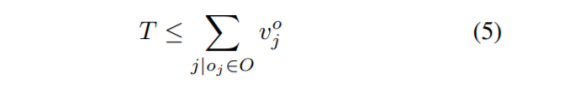 T ≤ ∑_{j|o_j∈O} v_j^o (5)